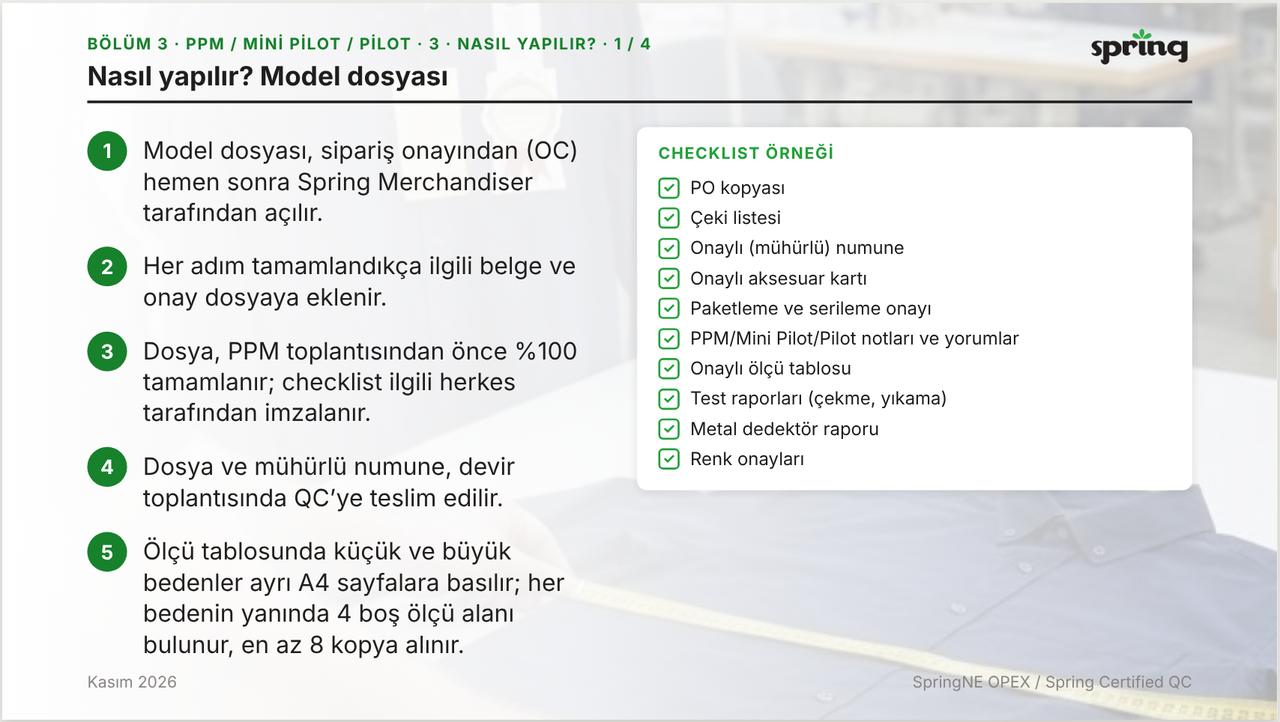 BÖLÜM 3 · PPM / MİNİ PİLOT / PİLOT · 3 · NASIL YAPILIR? · 1 / 4
spring
Nasıl yapılır? Model dosyası
1 Model dosyası, sipariş onayından (OC)
hemen sonra Spring Merchandiser
tarafından açılır.
2 Her adım tamamlandıkça ilgili belge ve
onay dosyaya eklenir.
3 Dosya, PPM toplantısından önce %100
tamamlanır; checklist ilgili herkes
tarafından imzalanır.
4 Dosya ve mühürlü numune, devir
toplantısında QC’ye teslim edilir.
5 Ölçü tablosunda küçük ve büyük
bedenler ayrı A4 sayfalara basılır; her
bedenin yanında 4 boş ölçü alanı
bulunur, en az 8 kopya alınır.
CHECKLIST ÖRNEĞİ
PO kopyası
Çeki listesi
Onaylı (mühürlü) numune
Onaylı aksesuar kartı
Paketleme ve serileme onayı
PPM/Mini Pilot/Pilot notları ve yorumlar
Onaylı ölçü tablosu
Test raporları (çekme, yıkama)
Metal dedektör raporu
Renk onayları
Kasım 2026
SpringNE OPEX / Spring Certified QC